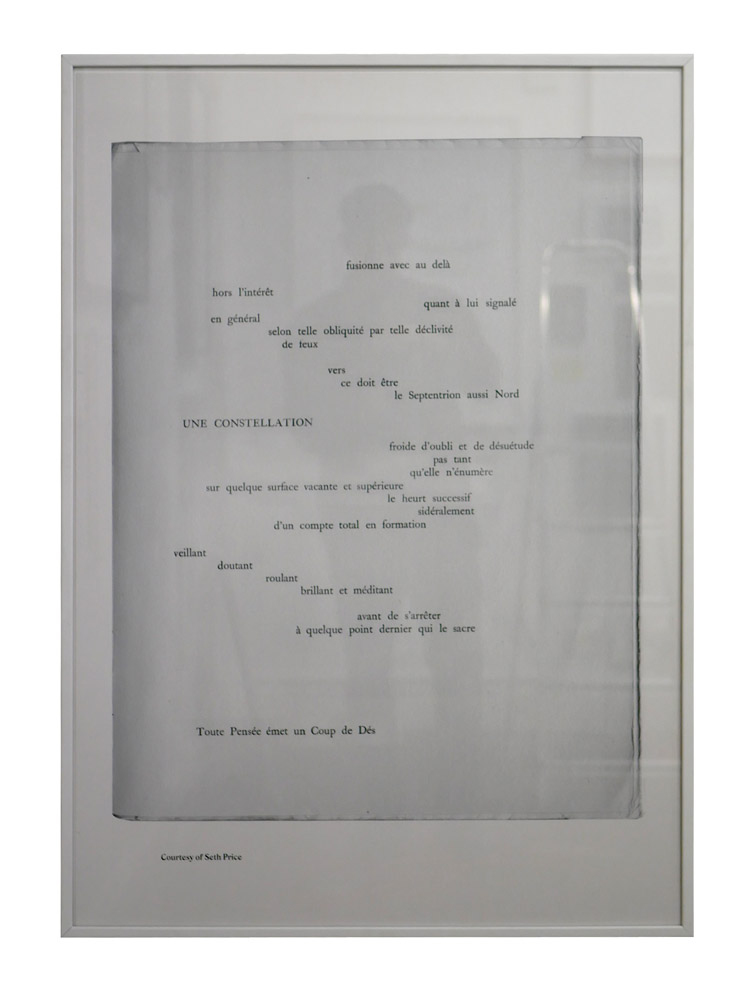 fusionne avec au delà
hors l'intérêt
quant à lui signalé
en général
selon telle obliquité par telle déclivité
de feux
vers
ce doit être
le Septentrion aussi Nord
UNE CONSTELLATION
froide d'oubli et de désuétude
pas tant
qu'elle n'énumère
sur quelque surface vacante et supérieure
le heurt successif
sidéralement
d'un compte total en formation
veillant
doutant
roulant
brillant et méditant
avant de s'arrêter
à quelque point dernier qui le sacre
Toute Pensée émet un Coup de Dés
Courtesy of Seth Price